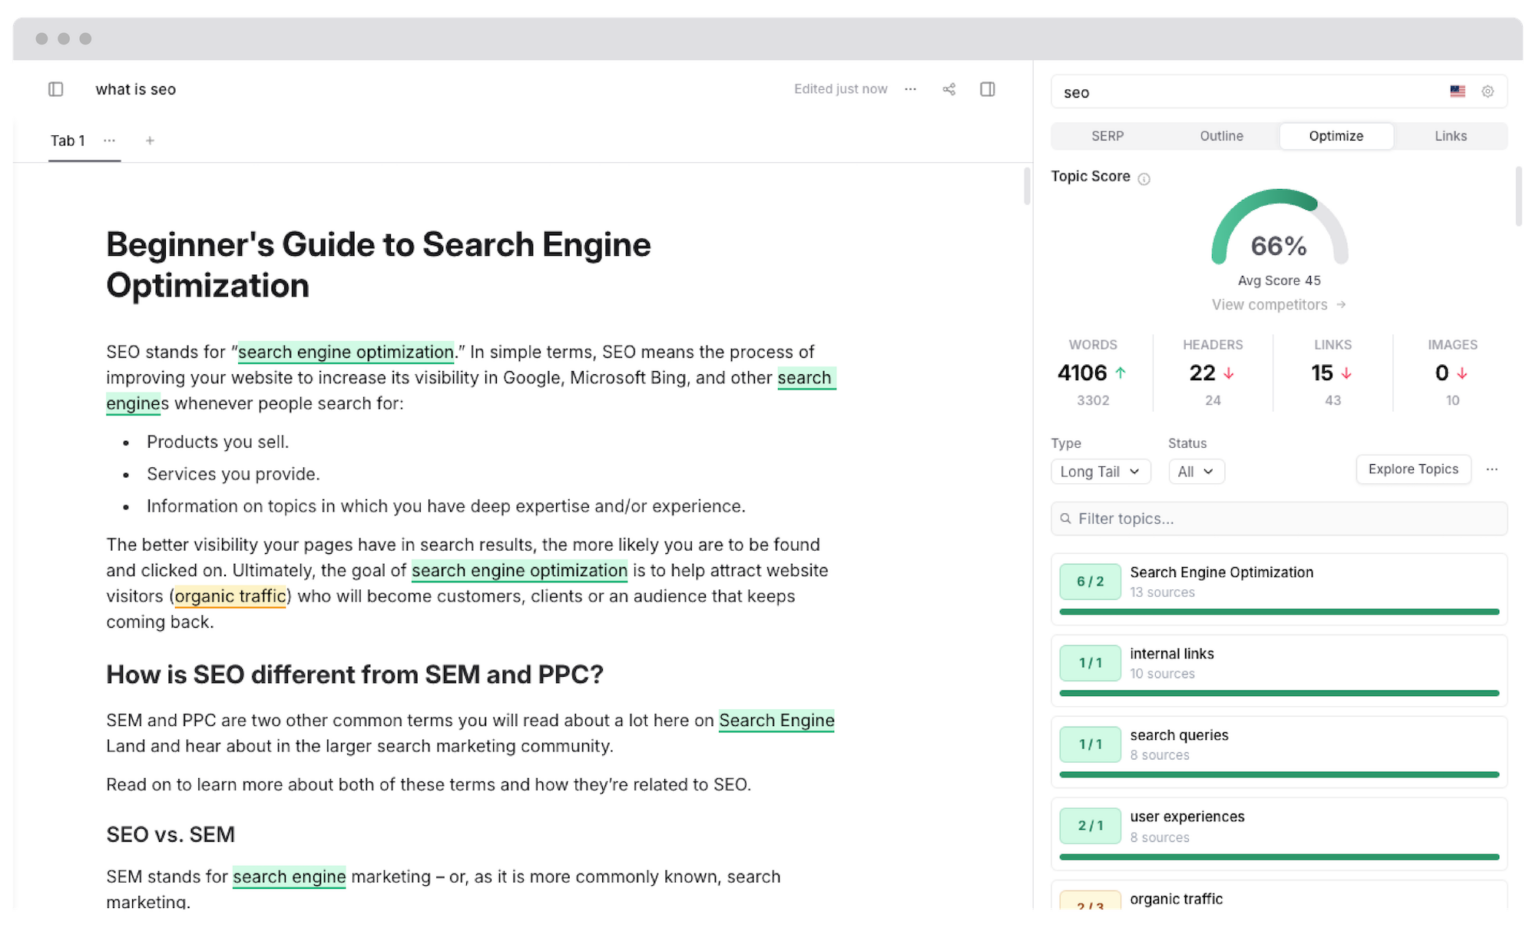 what is seo
Edited just now
Tab 1
Beginner's Guide to Search Engine
Optimization
SEO stands for “search engine optimization.” In simple terms, SEO means the process of
improving your website to increase its visibility in Google, Microsoft Bing, and other search
engines whenever people search for:
• Products you sell.
• Services you provide.
• Information on topics in which you have deep expertise and/or experience.
The better visibility your pages have in search results, the more likely you are to be found
and clicked on. Ultimately, the goal of search engine optimization is to help attract website
visitors (organic traffic) who will become customers, clients or an audience that keeps
coming back.
How is SEO different from SEM and PPC?
SEM and PPC are two other common terms you will read about a lot here on Search Engine
Land and hear about in the larger search marketing community.
Read on to learn more about both of these terms and how they’re related to SEO.
SEO vs. SEM
SEM stands for search engine marketing – or, as it is more commonly known, search
marketing.
seo
SERP Outline Optimize Links
Topic Score
66%
Avg Score 45
View competitors →
WORDS HEADERS LINKS IMAGES
4106 ↑ 22 ↓ 15 ↓ 0 ↓
3302 24 43 10
Type Status
Long Tail All Explore Topics
Filter topics...
6 / 2 Search Engine Optimization
13 sources
1 / 1 internal links
10 sources
1 / 1 search queries
8 sources
2 / 1 user experiences
8 sources
2 / 3 organic traffic